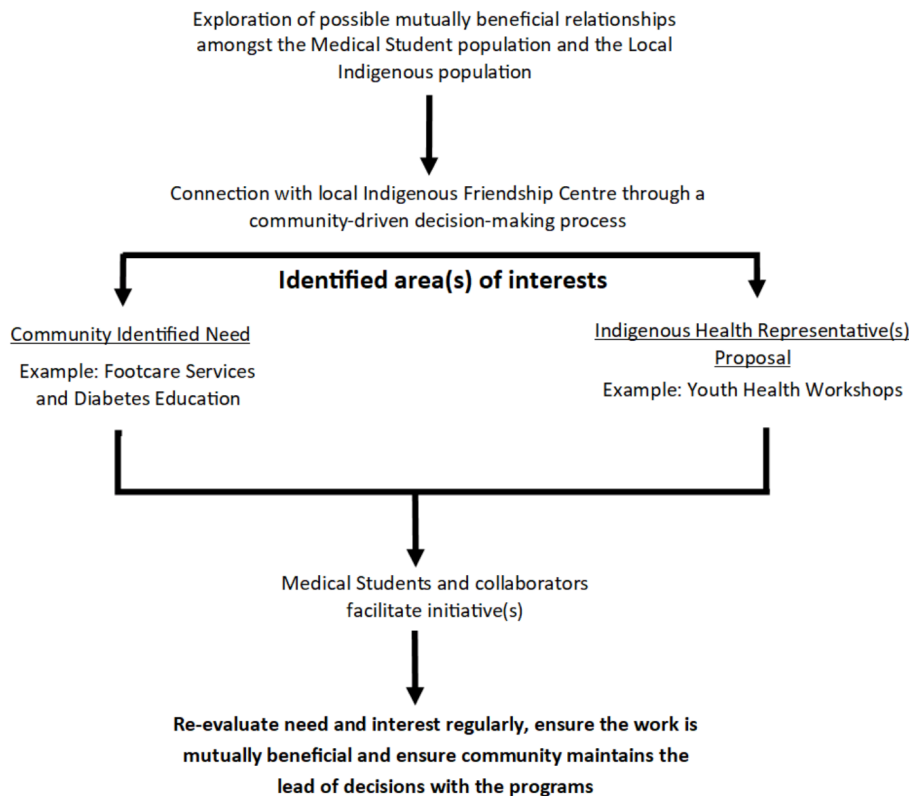 Exploration of possible mutually beneficial relationships
amongst the Medical Student population and the Local
Indigenous population
Connection with local Indigenous Friendship Centre through a
community-driven decision-making process
Identified area(s) of interests
Community Identified Need
Example: Footcare Services
and Diabetes Education
Indigenous Health Representative(s)
Proposal
Example: Youth Health Workshops
Medical Students and collaborators
facilitate initiative(s)
Re-evaluate need and interest regularly, ensure the work is
mutually beneficial and ensure community maintains the
lead of decisions with the programs